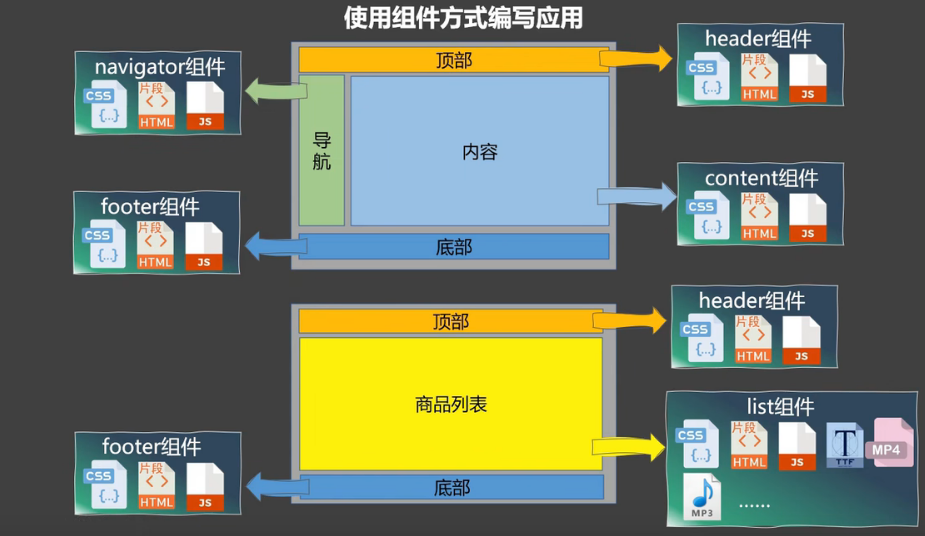 使用组件方式编写应用
navigator组件
CSS
{...}
片段
< >
HTML
JS
顶部
导航
内容
底部
header组件
CSS
{...}
片段
< >
HTML
JS
footer组件
CSS
{...}
片段
< >
HTML
JS
content组件
CSS
{...}
片段
< >
HTML
JS
顶部
商品列表
底部
header组件
CSS
{...}
片段
< >
HTML
JS
footer组件
CSS
{...}
片段
< >
HTML
JS
list组件
CSS
{...}
片段
< >
HTML
JS
T
TTF
MP4
MP3
......